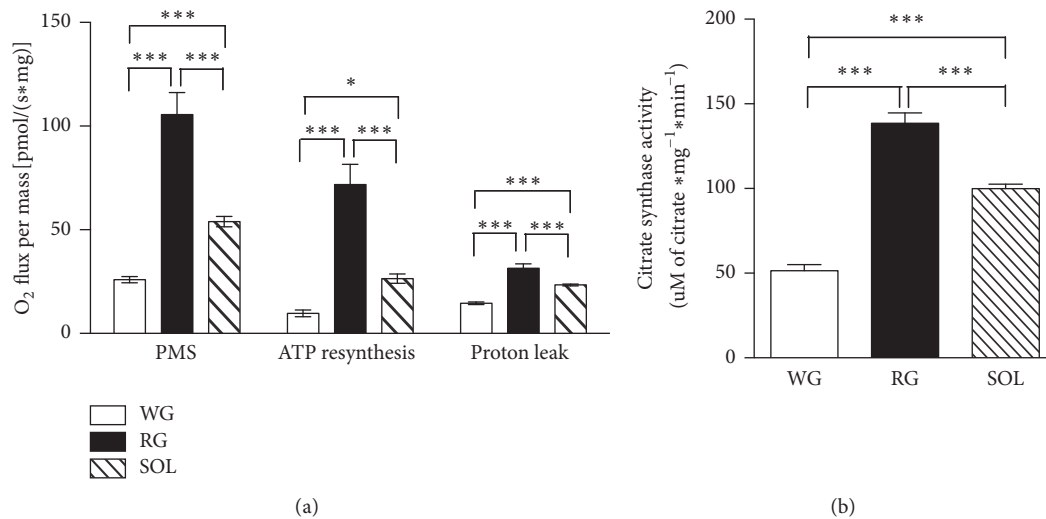 O2 flux per mass [pmol/(s∗mg)]
150
100
50
0
∗∗∗
∗∗∗ ∗∗∗
∗
∗∗∗ ∗∗∗
∗∗∗
∗∗∗ ∗∗∗
PMS ATP resynthesis Proton leak
WG
RG
SOL
(a)
Citrate synthase activity
(uM of citrate ∗mg−1∗min−1)
200
150
100
50
0
∗∗∗
∗∗∗ ∗∗∗
WG RG SOL
(b)